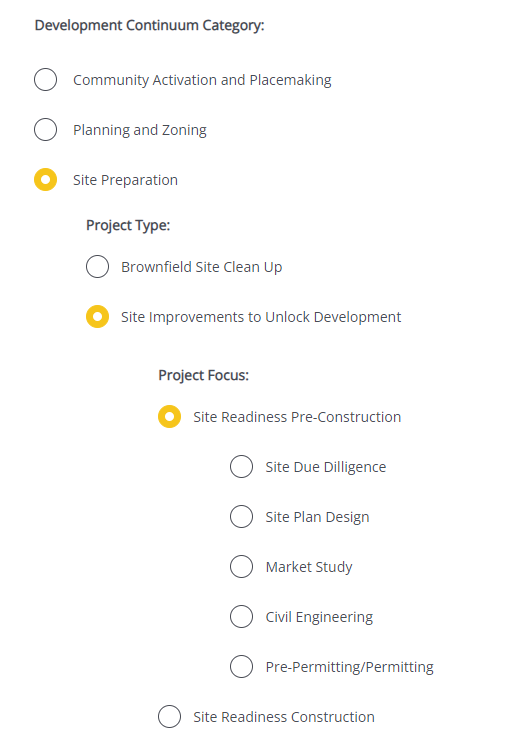 Development Continuum Category:
Community Activation and Placemaking
Planning and Zoning
Site Preparation
Project Type:
Brownfield Site Clean Up
Site Improvements to Unlock Development
Project Focus:
Site Readiness Pre-Construction
Site Due Dilligence
Site Plan Design
Market Study
Civil Engineering
Pre-Permitting/Permitting
Site Readiness Construction